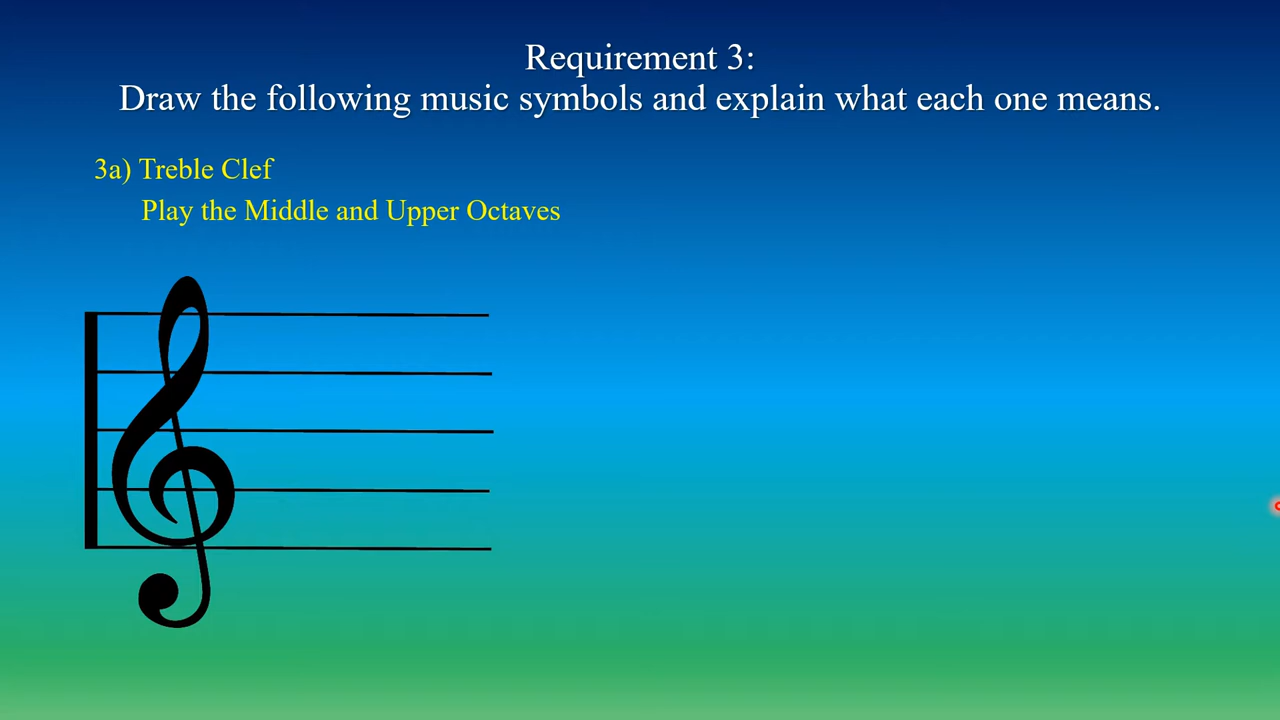 Requirement 3:
Draw the following music symbols and explain what each one means.
3a) Treble Clef
Play the Middle and Upper Octaves